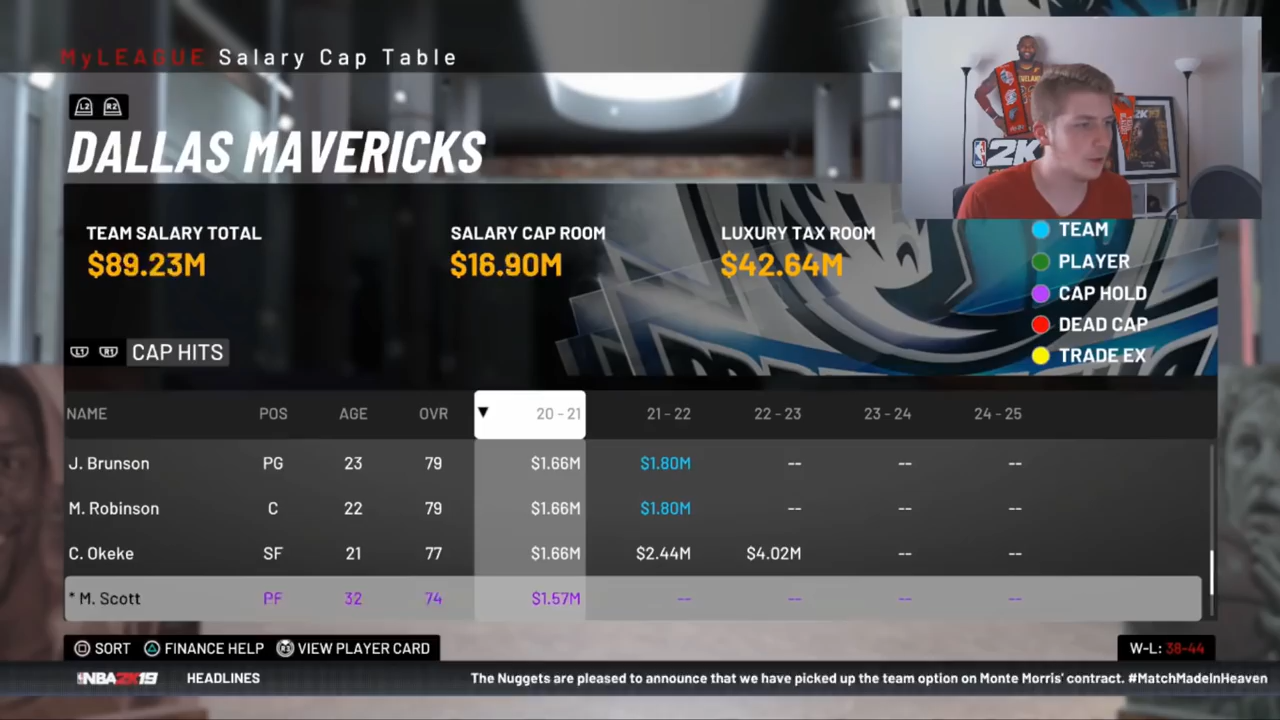 MyLEAGUE Salary Cap Table
L2 R2
DALLAS MAVERICKS
TEAM SALARY TOTAL SALARY CAP ROOM LUXURY TAX ROOM
$89.23M $16.90M $42.64M
TEAM
PLAYER
CAP HOLD
DEAD CAP
TRADE EX
L1 R1 CAP HITS
NAME POS AGE OVR 20 - 21 21 - 22 22 - 23 23 - 24 24 - 25
J. Brunson PG 23 79 $1.66M $1.80M -- -- --
M. Robinson C 22 79 $1.66M $1.80M -- -- --
C. Okeke SF 21 77 $1.66M $2.44M $4.02M -- --
* M. Scott PF 32 74 $1.57M -- -- -- --
SORT FINANCE HELP R3 VIEW PLAYER CARD
W-L: 38-44
NBA2K19 HEADLINES The Nuggets are pleased to announce that we have picked up the team option on Monte Morris' contract. #MatchMadeInHeaven
CLEVELAND
2K
2K19